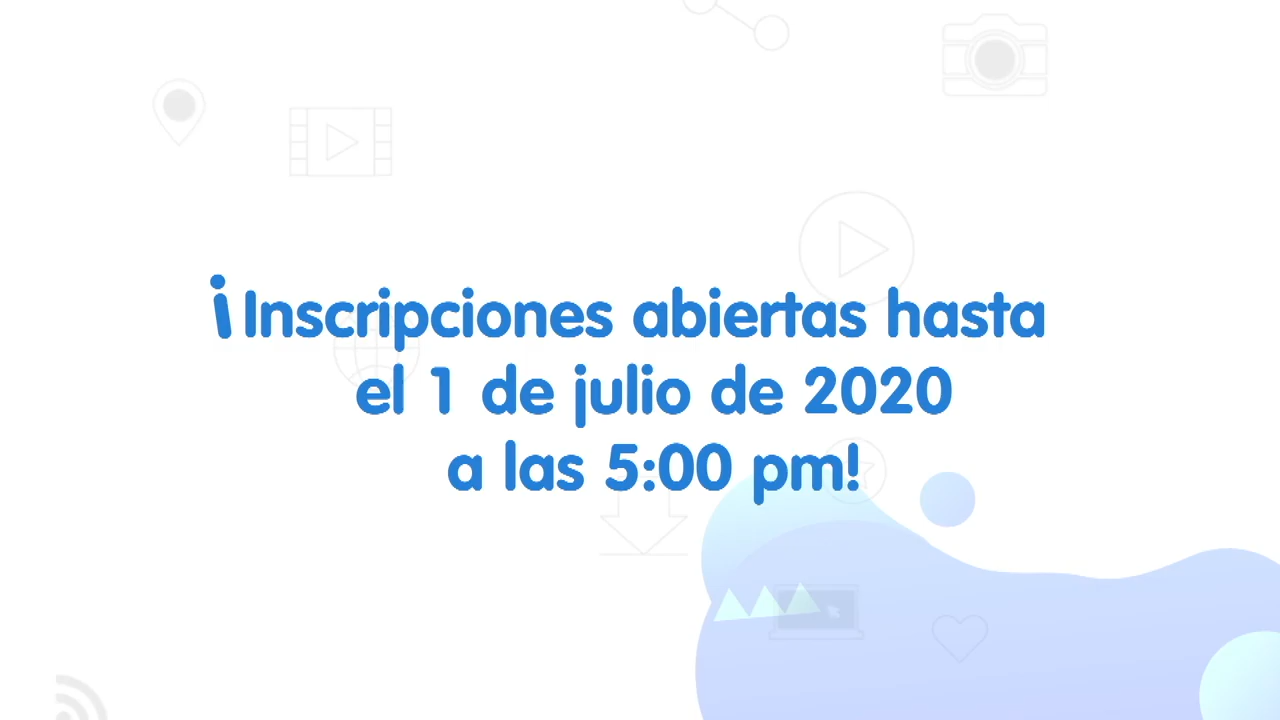 ¡Inscripciones abiertas hasta
el 1 de julio de 2020
a las 5:00 pm!